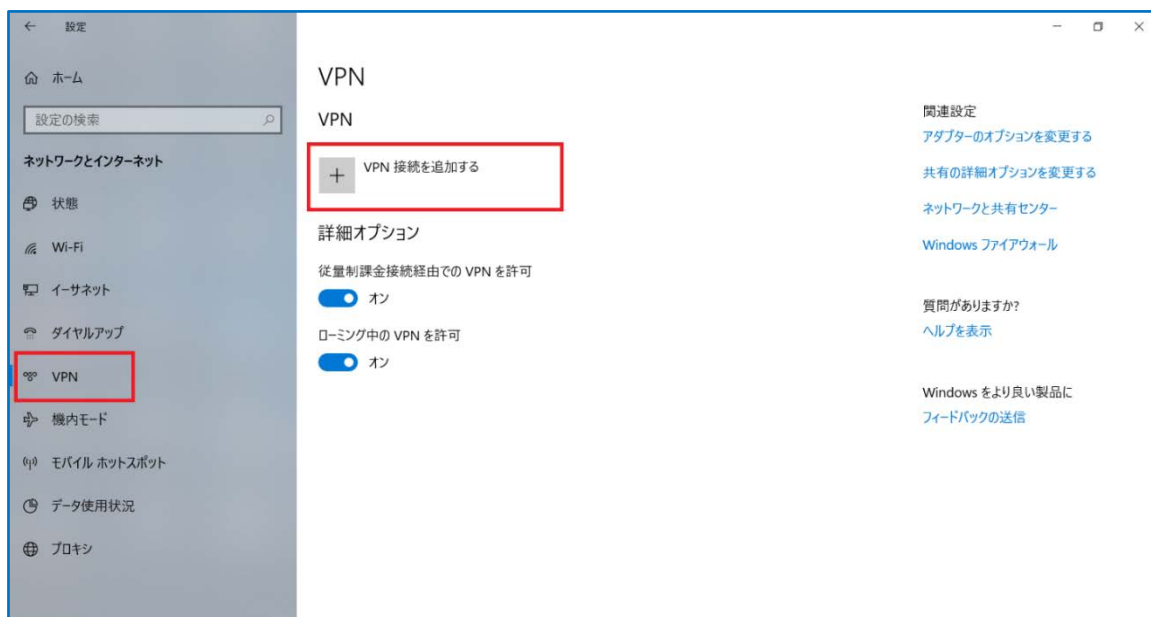 設定
ホーム
設定の検索
ネットワークとインターネット
状態
Wi-Fi
イーサネット
ダイヤルアップ
VPN
機内モード
モバイル ホットスポット
データ使用状況
プロキシ
VPN
VPN
VPN 接続を追加する
詳細オプション
従量制課金接続経由での VPN を許可
オン
ローミング中の VPN を許可
オン
関連設定
アダプターのオプションを変更する
共有の詳細オプションを変更する
ネットワークと共有センター
Windows ファイアウォール
質問がありますか?
ヘルプを表示
Windows をより良い製品に
フィードバックの送信